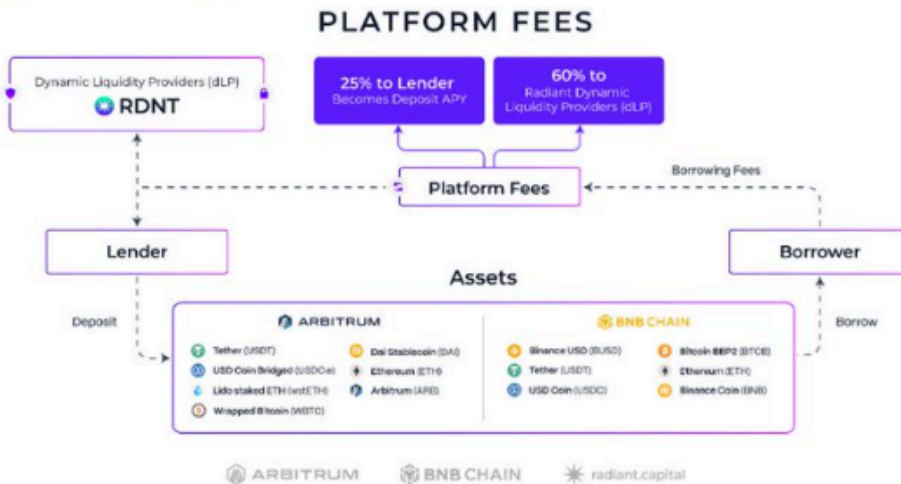 PLATFORM FEES
Dynamic Liquidity Providers (dLP)
RDNT
25% to Lender
Becomes Deposit APY
60% to
Radiant Dynamic
Liquidity Providers (dLP)
Platform Fees
Borrowing Fees
Lender
Borrower
Assets
Deposit
Borrow
ARBITRUM
Tether (USDT)
USD Coin Bridged (USDC.e)
Lido staked ETH (wstETH)
Wrapped Bitcoin (WBTC)
Dai Stablecoin (DAI)
Ethereum (ETH)
Arbitrum (ARB)
BNB CHAIN
Binance USD (BUSD)
Tether (USDT)
USD Coin (USDC)
Bitcoin BEP2 (BTCB)
Ethereum (ETH)
Binance Coin (BNB)
ARBITRUM
BNB CHAIN
radiant.capital